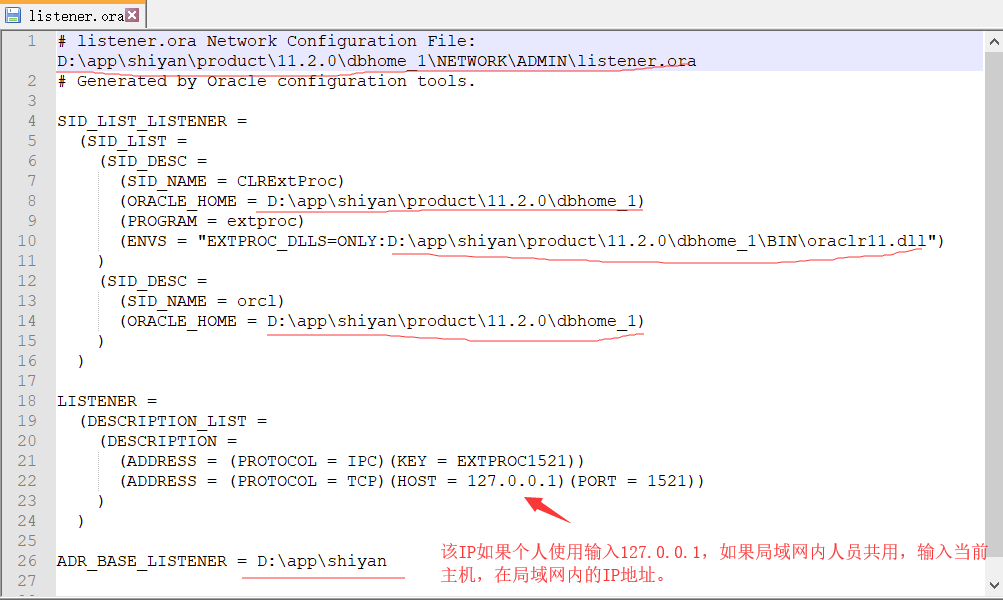 listener.ora
1 # listener.ora Network Configuration File:
D:\app\shiyan\product\11.2.0\dbhome_1\NETWORK\ADMIN\listener.ora
2 # Generated by Oracle configuration tools.
3
4 SID_LIST_LISTENER =
5 (SID_LIST =
6 (SID_DESC =
7 (SID_NAME = CLRExtProc)
8 (ORACLE_HOME = D:\app\shiyan\product\11.2.0\dbhome_1)
9 (PROGRAM = extproc)
10 (ENVS = "EXTPROC_DLLS=ONLY:D:\app\shiyan\product\11.2.0\dbhome_1\BIN\oraclr11.dll")
11 )
12 (SID_DESC =
13 (SID_NAME = orcl)
14 (ORACLE_HOME = D:\app\shiyan\product\11.2.0\dbhome_1)
15 )
16 )
17
18 LISTENER =
19 (DESCRIPTION_LIST =
20 (DESCRIPTION =
21 (ADDRESS = (PROTOCOL = IPC)(KEY = EXTPROC1521))
22 (ADDRESS = (PROTOCOL = TCP)(HOST = 127.0.0.1)(PORT = 1521))
23 )
24 )
25
26 ADR_BASE_LISTENER = D:\app\shiyan
27
该IP如果个人使用输入127.0.0.1，如果局域网内人员共用，输入当前
主机，在局域网内的IP地址。